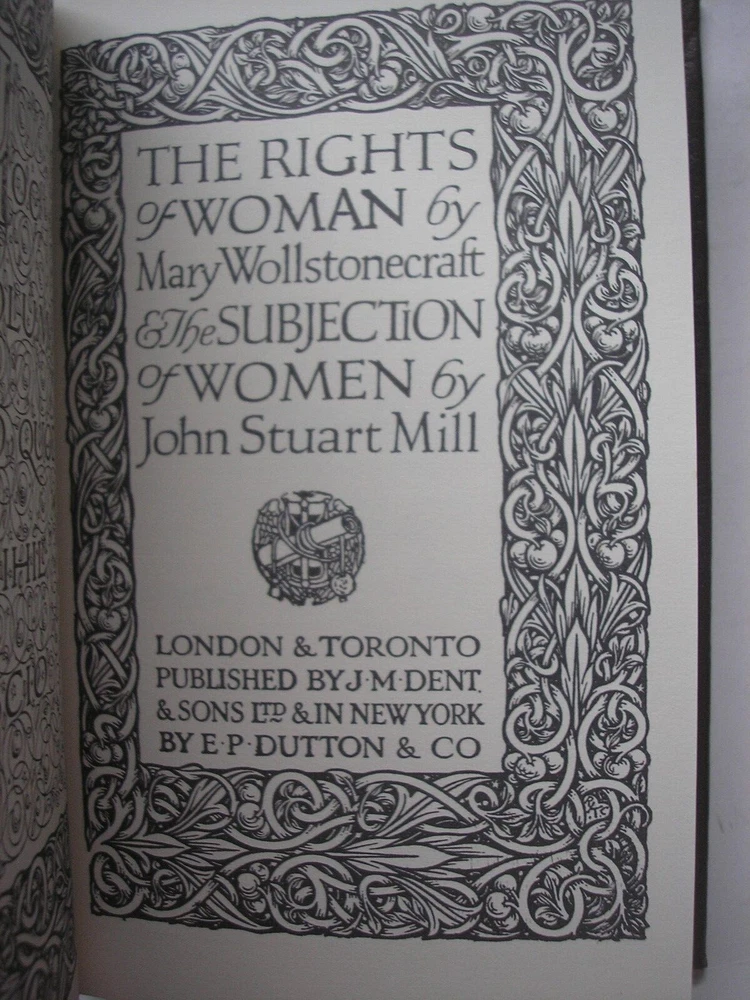 THE RIGHTS
of WOMAN by
Mary Wollstonecraft
& The SUBJECTION
of WOMEN by
John Stuart Mill
LONDON & TORONTO
PUBLISHED BY J·M·DENT.
& SONS LTD & IN NEW YORK
BY E·P·DUTTON & CO